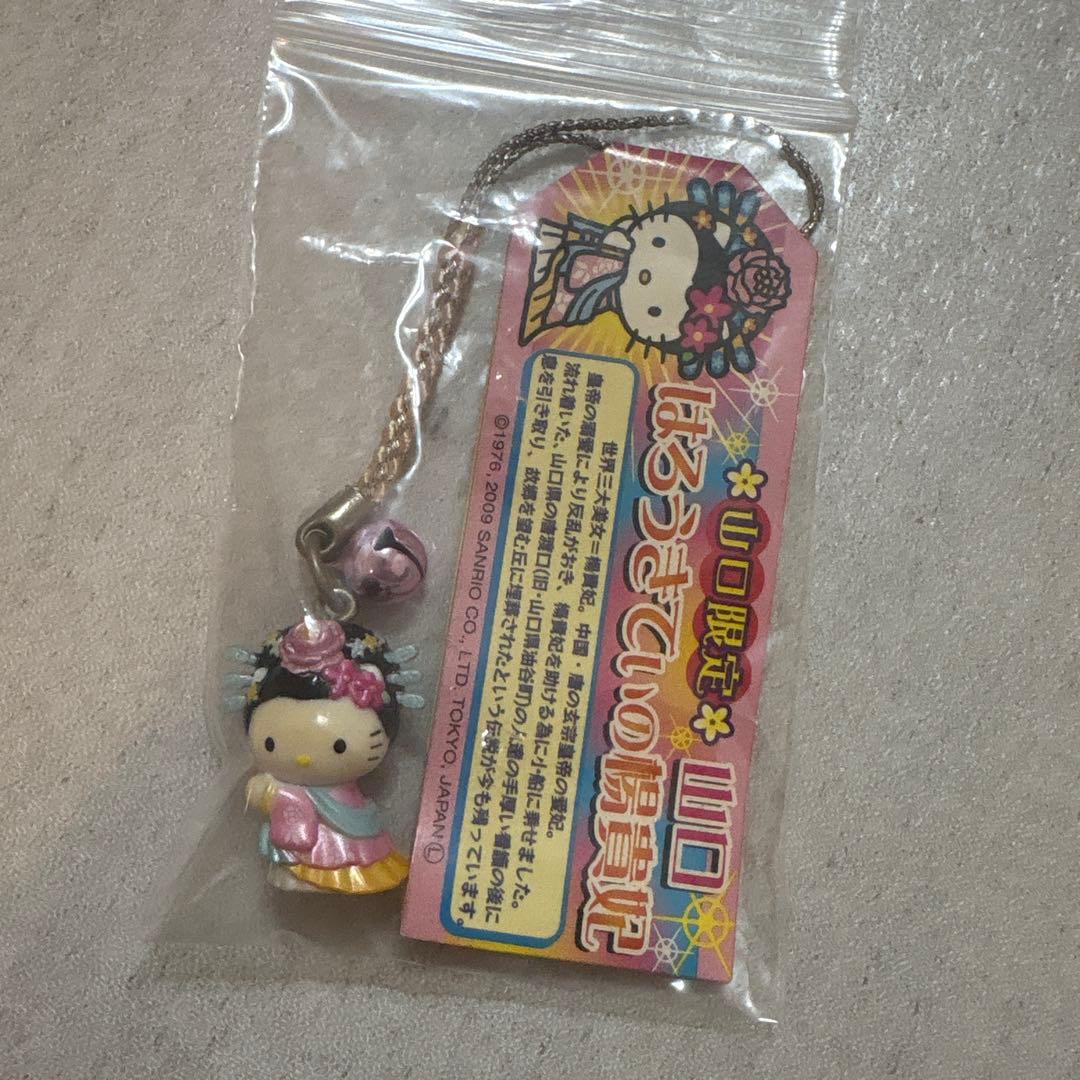 山口限定
山口
はろうきてぃの楊貴妃
世界三大美女=楊貴妃。中国・唐の玄宗皇帝の愛妃。
皇帝の寵愛により反乱がおき、楊貴妃を助ける為に小船に乗せました。
流れ着いた、山口県の唐渡口(旧・山口県油谷町)の人達の手厚い看護の後に
息を引き取り、故郷を望む丘に埋葬されたという伝説が今も残っています。
©1976, 2009 SANRIO CO., LTD. TOKYO, JAPAN Ⓛ